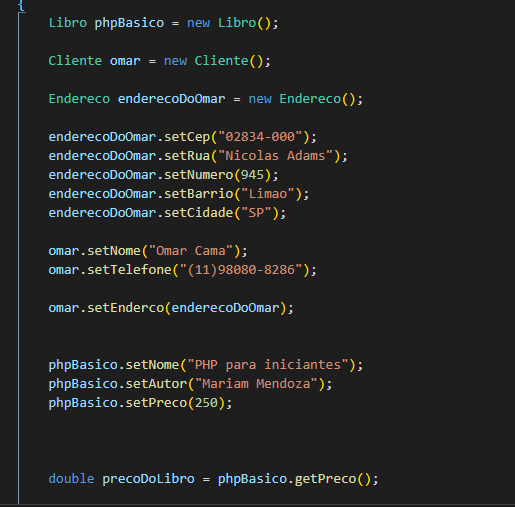 {
Libro phpBasico = new Libro();
Cliente omar = new Cliente();
Endereco enderecoDoOmar = new Endereco();
enderecoDoOmar.setCep("02834-000");
enderecoDoOmar.setRua("Nicolas Adams");
enderecoDoOmar.setNumero(945);
enderecoDoOmar.setBarrio("Limao");
enderecoDoOmar.setCidade("SP");
omar.setNome("Omar Cama");
omar.setTelefone("(11)98080-8286");
omar.setEnderco(enderecoDoOmar);
phpBasico.setNome("PHP para iniciantes");
phpBasico.setAutor("Mariam Mendoza");
phpBasico.setPreco(250);
double precoDoLibro = phpBasico.getPreco();